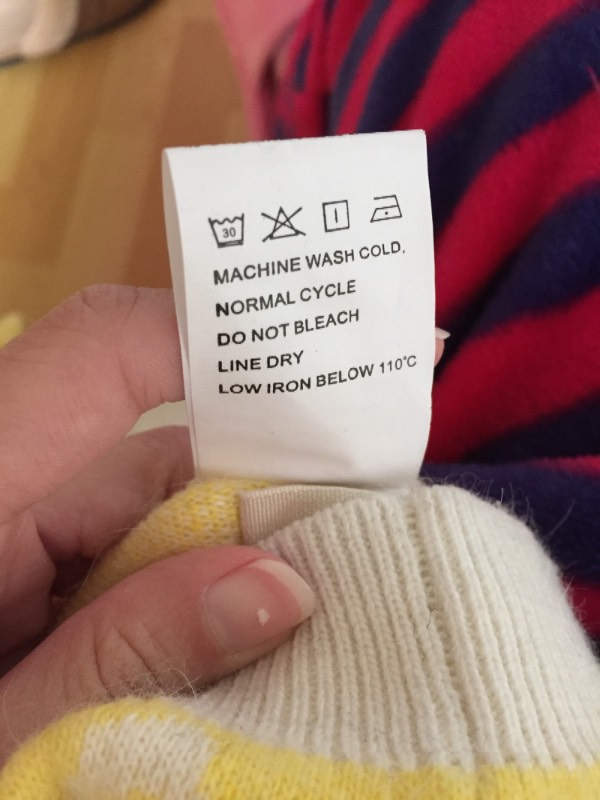 30
MACHINE WASH COLD.
NORMAL CYCLE
DO NOT BLEACH
LINE DRY
LOW IRON BELOW 110°C